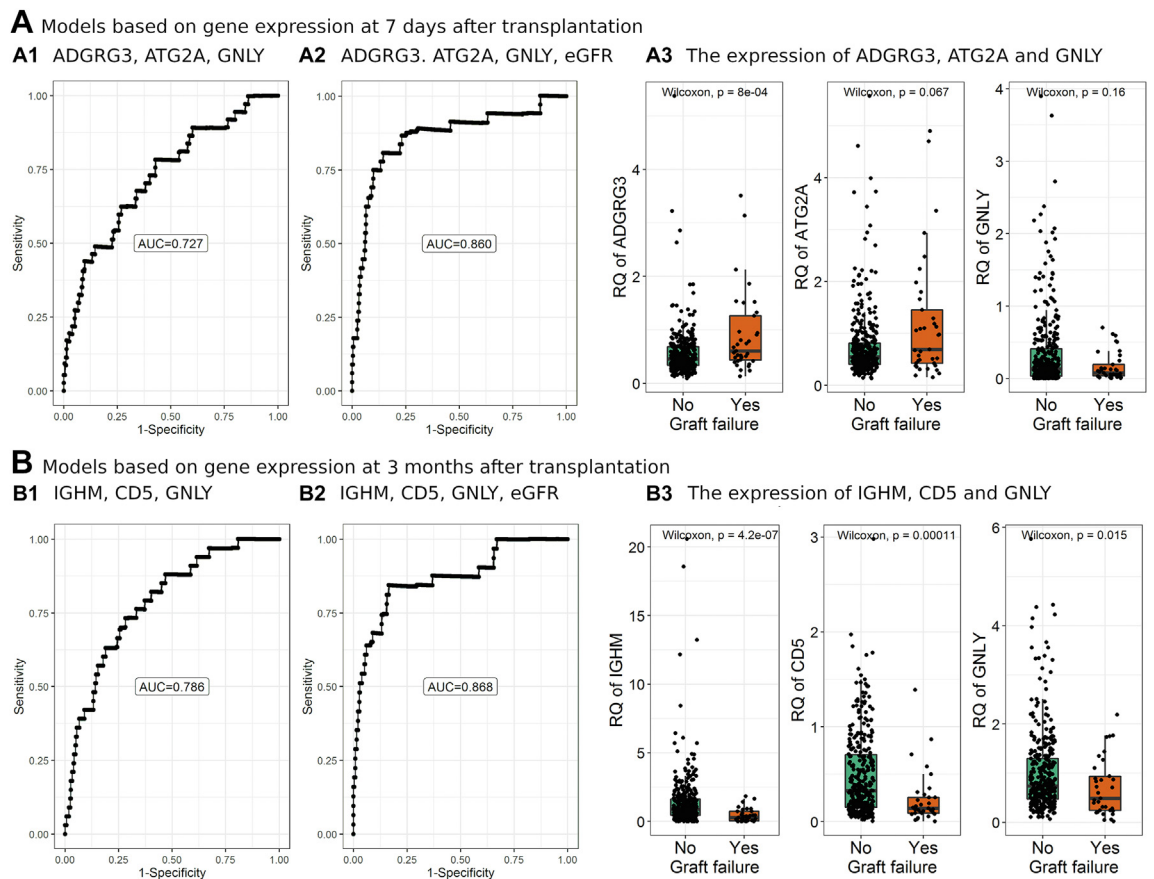 A Models based on gene expression at 7 days after transplantation
A1 ADGRG3, ATG2A, GNLY
1.00
0.75
0.50
0.25
0.00
Sensitivity
AUC=0.727
0.00 0.25 0.50 0.75 1.00
1-Specificity
A2 ADGRG3. ATG2A, GNLY, eGFR
1.00
0.75
0.50
0.25
0.00
Sensitivity
AUC=0.860
0.00 0.25 0.50 0.75 1.00
1-Specificity
A3 The expression of ADGRG3, ATG2A and GNLY
Wilcoxon, p = 8e-04
4
2
0
RQ of ADGRG3
No Yes
Graft failure
Wilcoxon, p = 0.067
4
2
0
RQ of ATG2A
No Yes
Graft failure
Wilcoxon, p = 0.16
4
3
2
1
0
RQ of GNLY
No Yes
Graft failure
B Models based on gene expression at 3 months after transplantation
B1 IGHM, CD5, GNLY
1.00
0.75
0.50
0.25
0.00
Sensitivity
AUC=0.786
0.00 0.25 0.50 0.75 1.00
1-Specificity
B2 IGHM, CD5, GNLY, eGFR
1.00
0.75
0.50
0.25
0.00
Sensitivity
AUC=0.868
0.00 0.25 0.50 0.75 1.00
1-Specificity
B3 The expression of IGHM, CD5 and GNLY
Wilcoxon, p = 4.2e-07
20
15
10
5
0
RQ of IGHM
No Yes
Graft failure
Wilcoxon, p = 0.00011
3
2
1
0
RQ of CD5
No Yes
Graft failure
Wilcoxon, p = 0.015
6
4
2
0
RQ of GNLY
No Yes
Graft failure